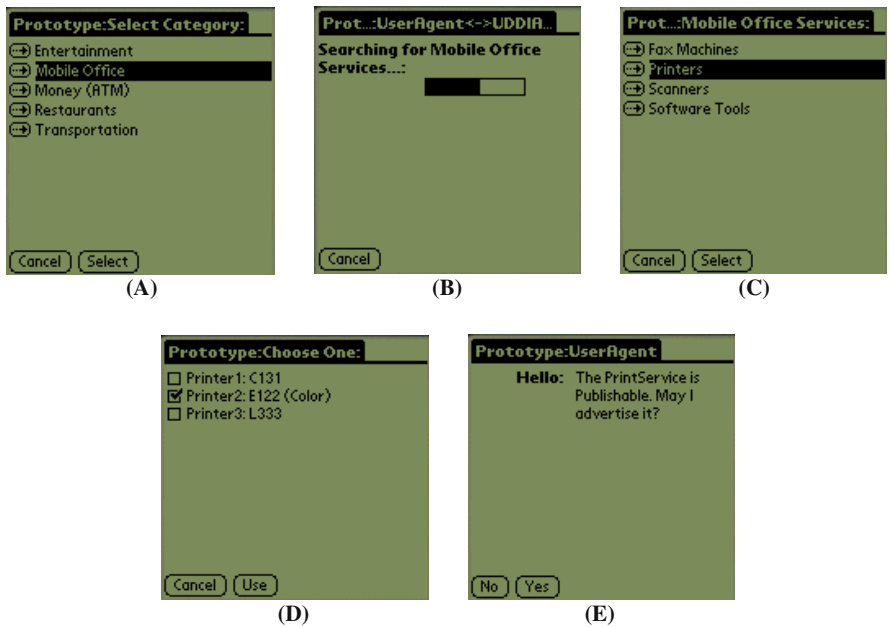 Prototype:Select Category:
Entertainment
Mobile Office
Money (ATM)
Restaurants
Transportation
Cancel Select
(A)
Prot...:UserAgent<->UDDIA...
Searching for Mobile Office
Services...:
Cancel
(B)
Prot...:Mobile Office Services:
Fax Machines
Printers
Scanners
Software Tools
Cancel Select
(C)
Prototype:Choose One:
Printer1: C131
Printer2: E122 (Color)
Printer3: L333
Cancel Use
(D)
Prototype:UserAgent
Hello: The PrintService is
Publishable. May I
advertise it?
No Yes
(E)